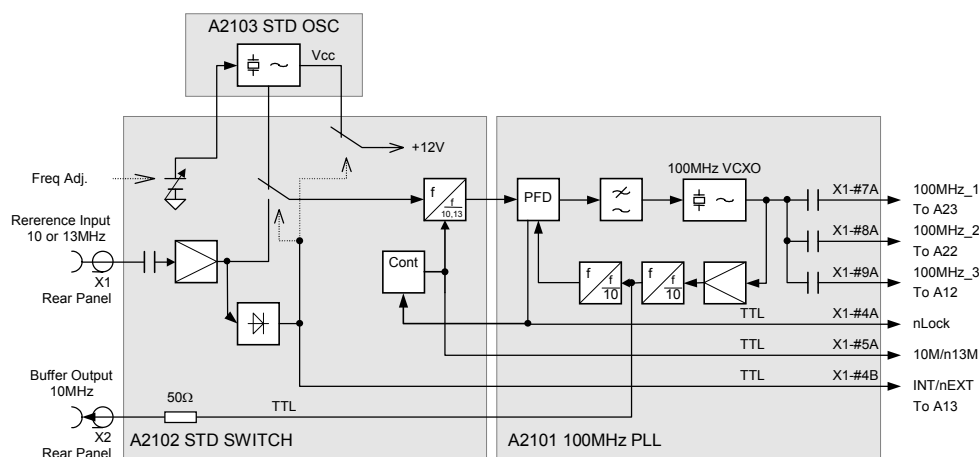 A2103 STD OSC
Vcc
+12V
Freq Adj.
Rererence Input
10 or 13MHz
X1
Rear Panel
f
f
10,13
Cont
Buffer Output
10MHz
X2
Rear Panel
50Ω
TTL
A2102 STD SWITCH
PFD
100MHz VCXO
f
f
10
f
f
10
X1-#7A
100MHz_1
To A23
X1-#8A
100MHz_2
To A22
X1-#9A
100MHz_3
To A12
TTL
X1-#4A
nLock
TTL
X1-#5A
10M/n13M
TTL
X1-#4B
INT/nEXT
To A13
A2101 100MHz PLL